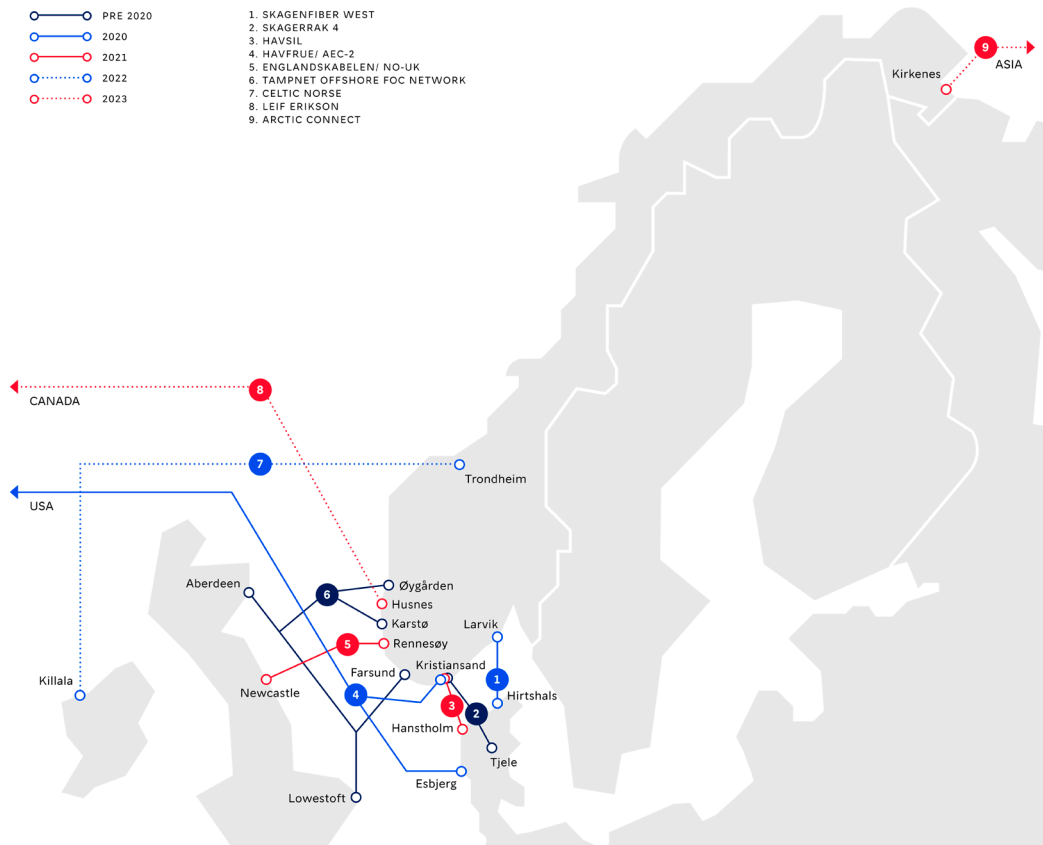 PRE 2020
2020
2021
2022
2023
1. SKAGENFIBER WEST
2. SKAGERRAK 4
3. HAVSIL
4. HAVFRUE/ AEC-2
5. ENGLANDSKABELEN/ NO-UK
6. TAMPNET OFFSHORE FOC NETWORK
7. CELTIC NORSE
8. LEIF ERIKSON
9. ARCTIC CONNECT
9
ASIA
Kirkenes
8
CANADA
7
Trondheim
USA
Aberdeen
6
Øygården
Husnes
Karstø
Larvik
5
Rennesøy
Kristiansand
Farsund
Killala
Newcastle
4
1
Hirtshals
3
2
Hanstholm
Tjele
Esbjerg
Lowestoft